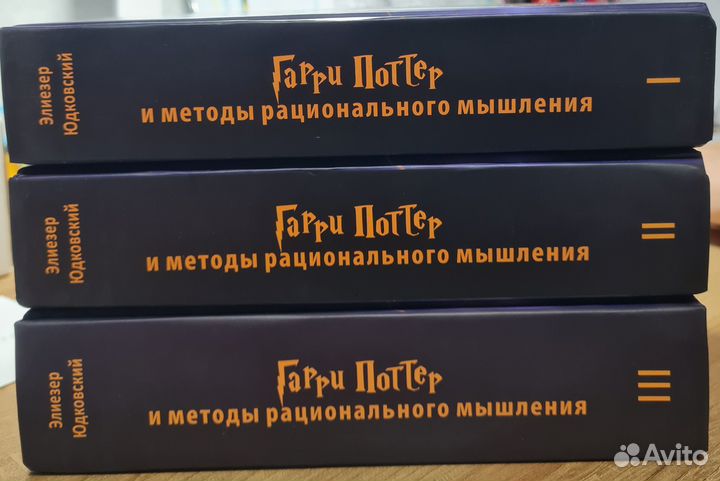 Элиезер
Юдковский
Гарри Поттер
и методы рационального мышления
I
Элиезер
Юдковский
Гарри Поттер
и методы рационального мышления
II
Элиезер
Юдковский
Гарри Поттер
и методы рационального мышления
III
Avito